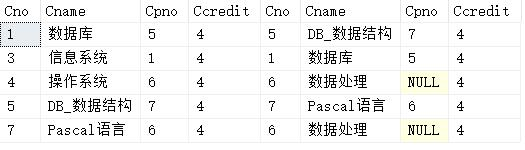 Cno Cname Cpno Ccredit Cno Cname Cpno Ccredit
1 数据库 5 4 5 DB_数据结构 7 4
3 信息系统 1 4 1 数据库 5 4
4 操作系统 6 4 6 数据处理 NULL 4
5 DB_数据结构 7 4 7 Pascal语言 6 4
7 Pascal语言 6 4 6 数据处理 NULL 4